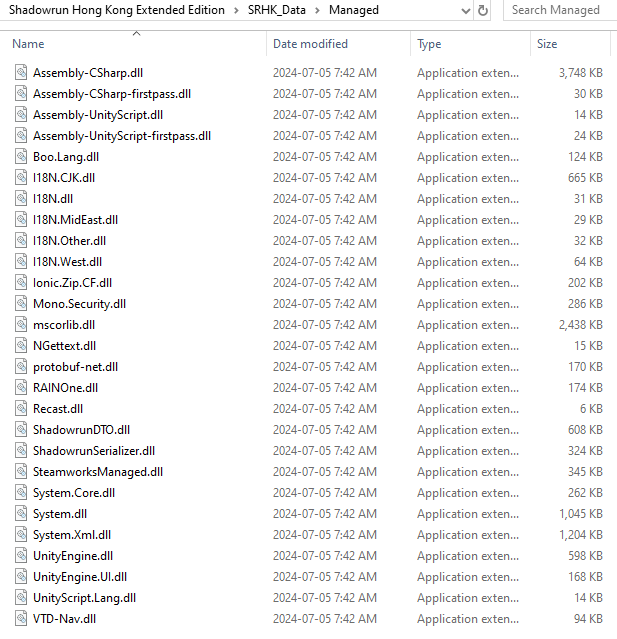 Shadowrun Hong Kong Extended Edition > SRHK_Data > Managed Search SRHK Managed
Name Date modified Type Size
Assembly-CSharp.dll 2024-07-05 7:42 AM Application exten... 3,748 KB
Assembly-CSharp-firstpass.dll 2024-07-05 7:42 AM Application exten... 30 KB
Assembly-UnityScript.dll 2024-07-05 7:42 AM Application exten... 14 KB
Assembly-UnityScript-firstpass.dll 2024-07-05 7:42 AM Application exten... 24 KB
Boo.Lang.dll 2024-07-05 7:42 AM Application exten... 124 KB
I18N.CJK.dll 2024-07-05 7:42 AM Application exten... 665 KB
I18N.dll 2024-07-05 7:42 AM Application exten... 31 KB
I18N.MidEast.dll 2024-07-05 7:42 AM Application exten... 29 KB
I18N.Other.dll 2024-07-05 7:42 AM Application exten... 32 KB
I18N.West.dll 2024-07-05 7:42 AM Application exten... 64 KB
Ionic.Zip.CF.dll 2024-07-05 7:42 AM Application exten... 202 KB
Mono.Security.dll 2024-07-05 7:42 AM Application exten... 286 KB
mscorlib.dll 2024-07-05 7:42 AM Application exten... 2,438 KB
NGettext.dll 2024-07-05 7:42 AM Application exten... 15 KB
protobuf-net.dll 2024-07-05 7:42 AM Application exten... 170 KB
RAINOne.dll 2024-07-05 7:42 AM Application exten... 174 KB
Recast.dll 2024-07-05 7:42 AM Application exten... 6 KB
ShadowrunDTO.dll 2024-07-05 7:42 AM Application exten... 608 KB
ShadowrunSerializer.dll 2024-07-05 7:42 AM Application exten... 324 KB
SteamworksManaged.dll 2024-07-05 7:42 AM Application exten... 345 KB
System.Core.dll 2024-07-05 7:42 AM Application exten... 262 KB
System.dll 2024-07-05 7:42 AM Application exten... 1,045 KB
System.Xml.dll 2024-07-05 7:42 AM Application exten... 1,204 KB
UnityEngine.dll 2024-07-05 7:42 AM Application exten... 598 KB
UnityEngine.UI.dll 2024-07-05 7:42 AM Application exten... 168 KB
UnityScript.Lang.dll 2024-07-05 7:42 AM Application exten... 14 KB
VTD-Nav.dll 2024-07-05 7:42 AM Application exten... 94 KB